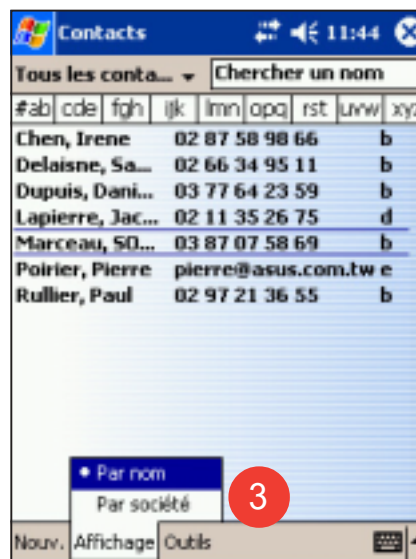 Contacts 11:44
Tous les conta... Chercher un nom
#ab cde fgh ijk lmn opq rst uvw xyz
Chen, Irene 02 87 58 98 66 b
Delaisne, Sa... 02 66 34 95 11 b
Dupuis, Dani... 03 77 64 23 59 b
Lapierre, Jac... 02 11 35 26 75 d
Marceau, SO... 03 87 07 58 69 b
Poirier, Pierre pierre@asus.com.tw e
Rullier, Paul 02 97 21 36 55 b
Par nom
Par société
3
Nouv. Affichage Outils